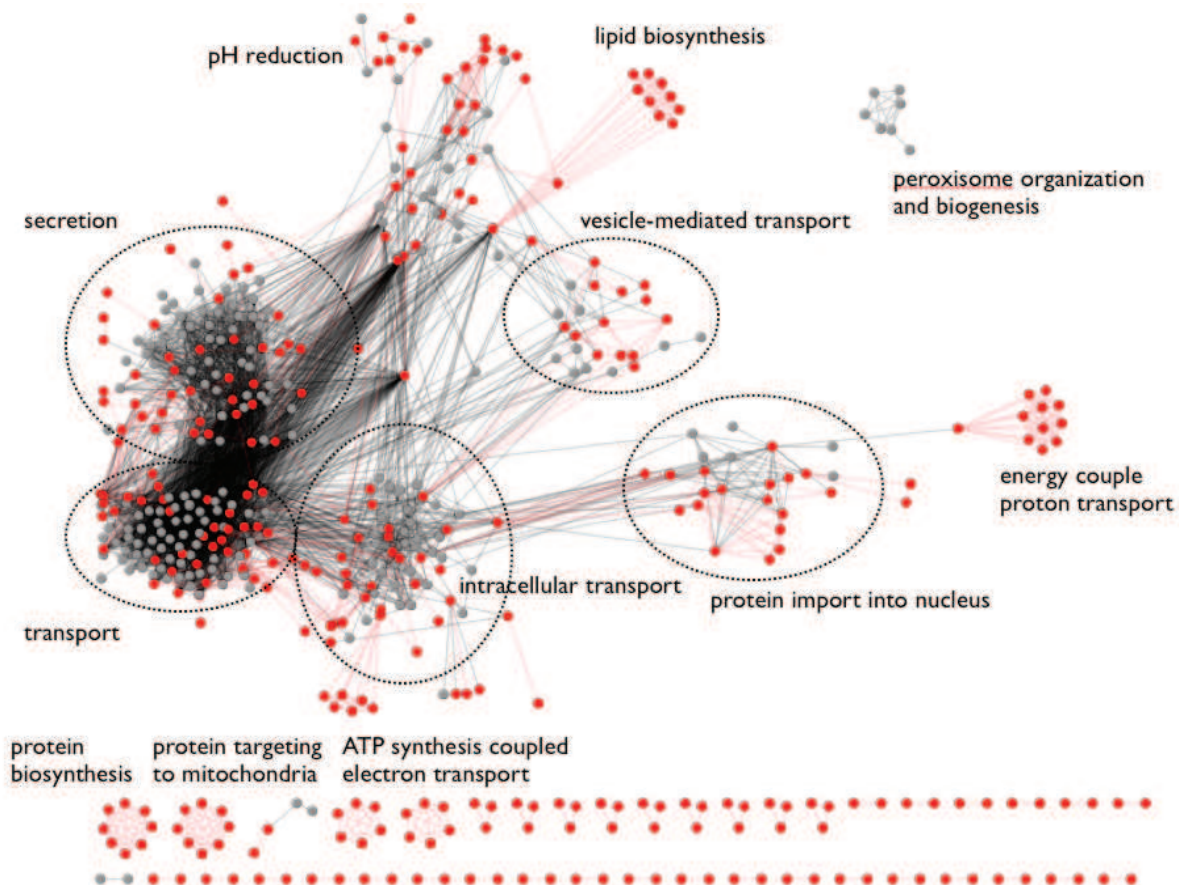 pH reduction
lipid biosynthesis
peroxisome organization
and biogenesis
secretion
vesicle-mediated transport
energy couple
proton transport
intracellular transport
protein import into nucleus
transport
protein
biosynthesis
protein targeting
to mitochondria
ATP synthesis coupled
electron transport